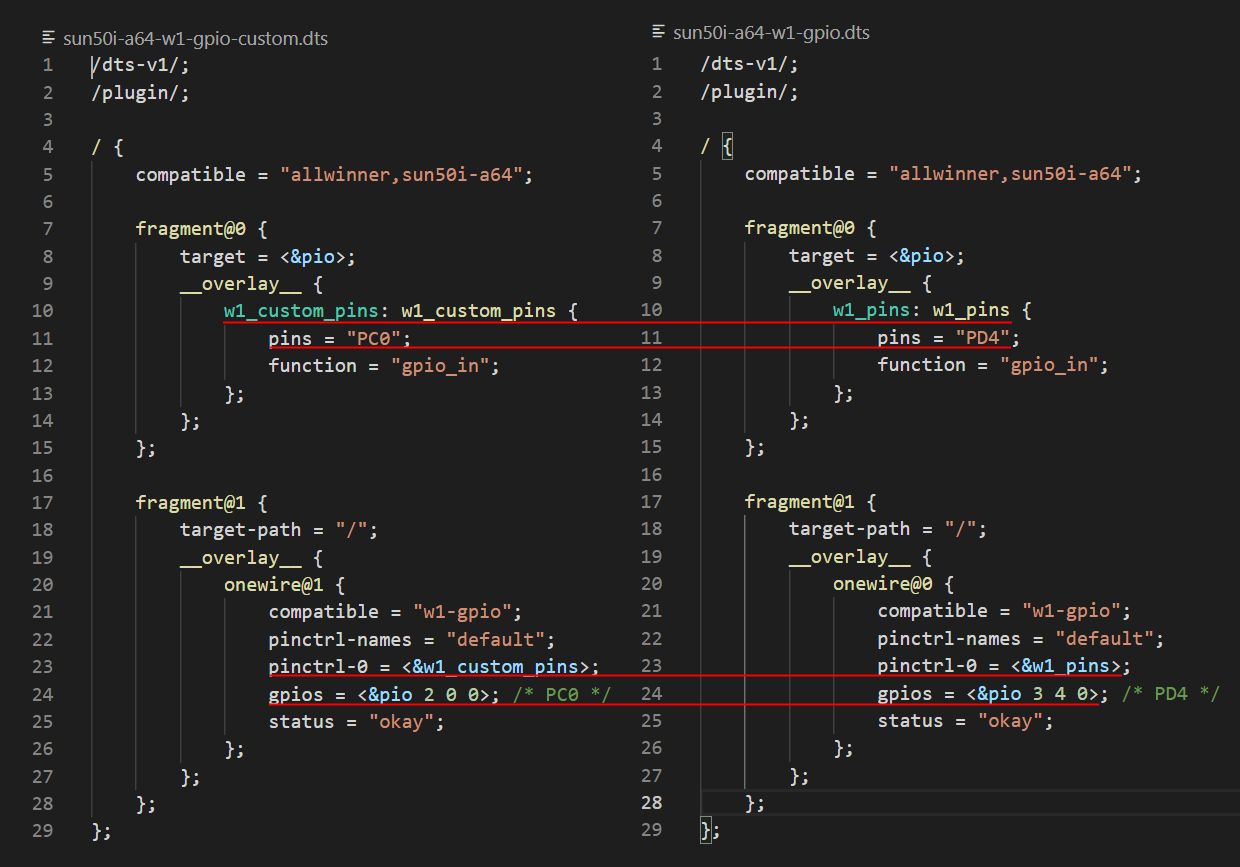 sun50i-a64-w1-gpio-custom.dts
1 /dts-v1/;
2 /plugin/;
3
4 / {
5 compatible = "allwinner,sun50i-a64";
6
7 fragment@0 {
8 target = <&pio>;
9 __overlay__ {
10 w1_custom_pins: w1_custom_pins {
11 pins = "PC0";
12 function = "gpio_in";
13 };
14 };
15 };
16
17 fragment@1 {
18 target-path = "/";
19 __overlay__ {
20 onewire@1 {
21 compatible = "w1-gpio";
22 pinctrl-names = "default";
23 pinctrl-0 = <&w1_custom_pins>;
24 gpios = <&pio 2 0 0>; /* PC0 */
25 status = "okay";
26 };
27 };
28 };
29 };
sun50i-a64-w1-gpio.dts
1 /dts-v1/;
2 /plugin/;
3
4 / {
5 compatible = "allwinner,sun50i-a64";
6
7 fragment@0 {
8 target = <&pio>;
9 __overlay__ {
10 w1_pins: w1_pins {
11 pins = "PD4";
12 function = "gpio_in";
13 };
14 };
15 };
16
17 fragment@1 {
18 target-path = "/";
19 __overlay__ {
20 onewire@0 {
21 compatible = "w1-gpio";
22 pinctrl-names = "default";
23 pinctrl-0 = <&w1_pins>;
24 gpios = <&pio 3 4 0>; /* PD4 */
25 status = "okay";
26 };
27 };
28 };
29 };